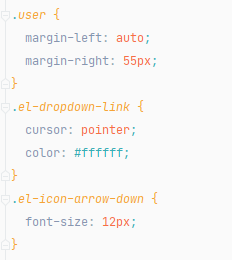 .user {
  margin-left: auto;
  margin-right: 55px;
}
.el-dropdown-link {
  cursor: pointer;
  color: #ffffff;
}
.el-icon-arrow-down {
  font-size: 12px;
}